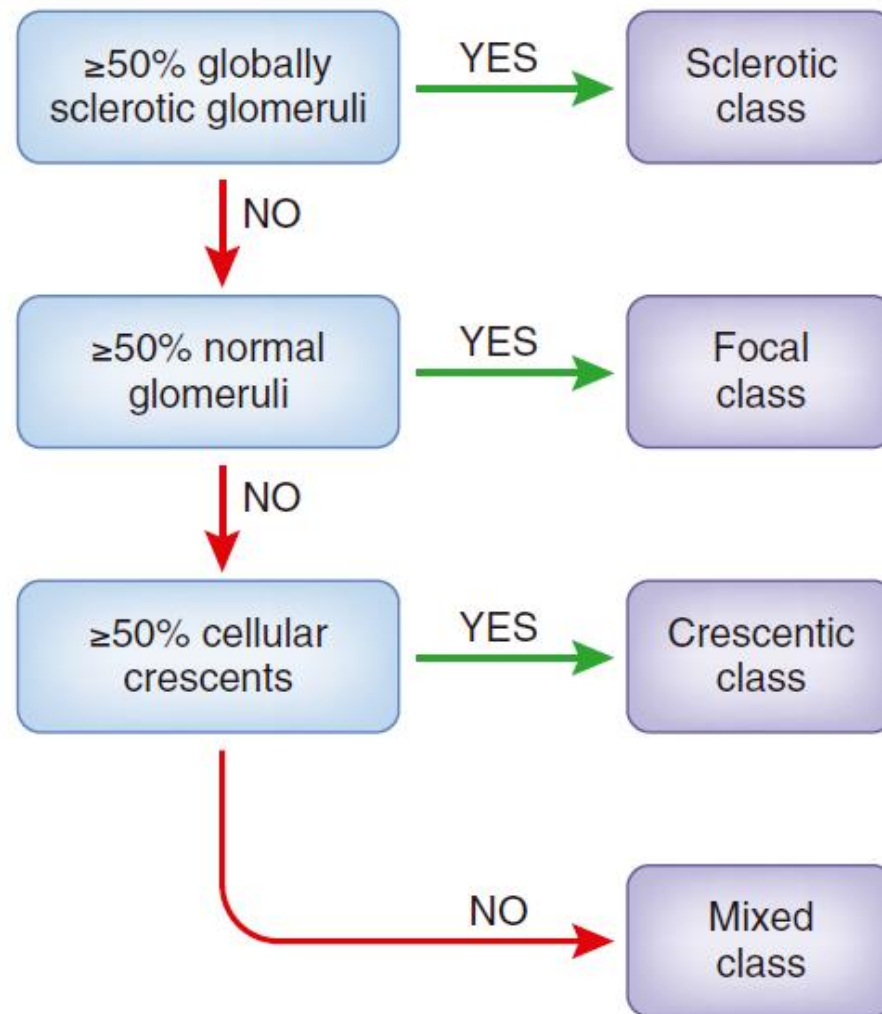 ≥50% globally
sclerotic glomeruli
YES
Sclerotic
class
NO
≥50% normal
glomeruli
YES
Focal
class
NO
≥50% cellular
crescents
YES
Crescentic
class
NO
Mixed
class